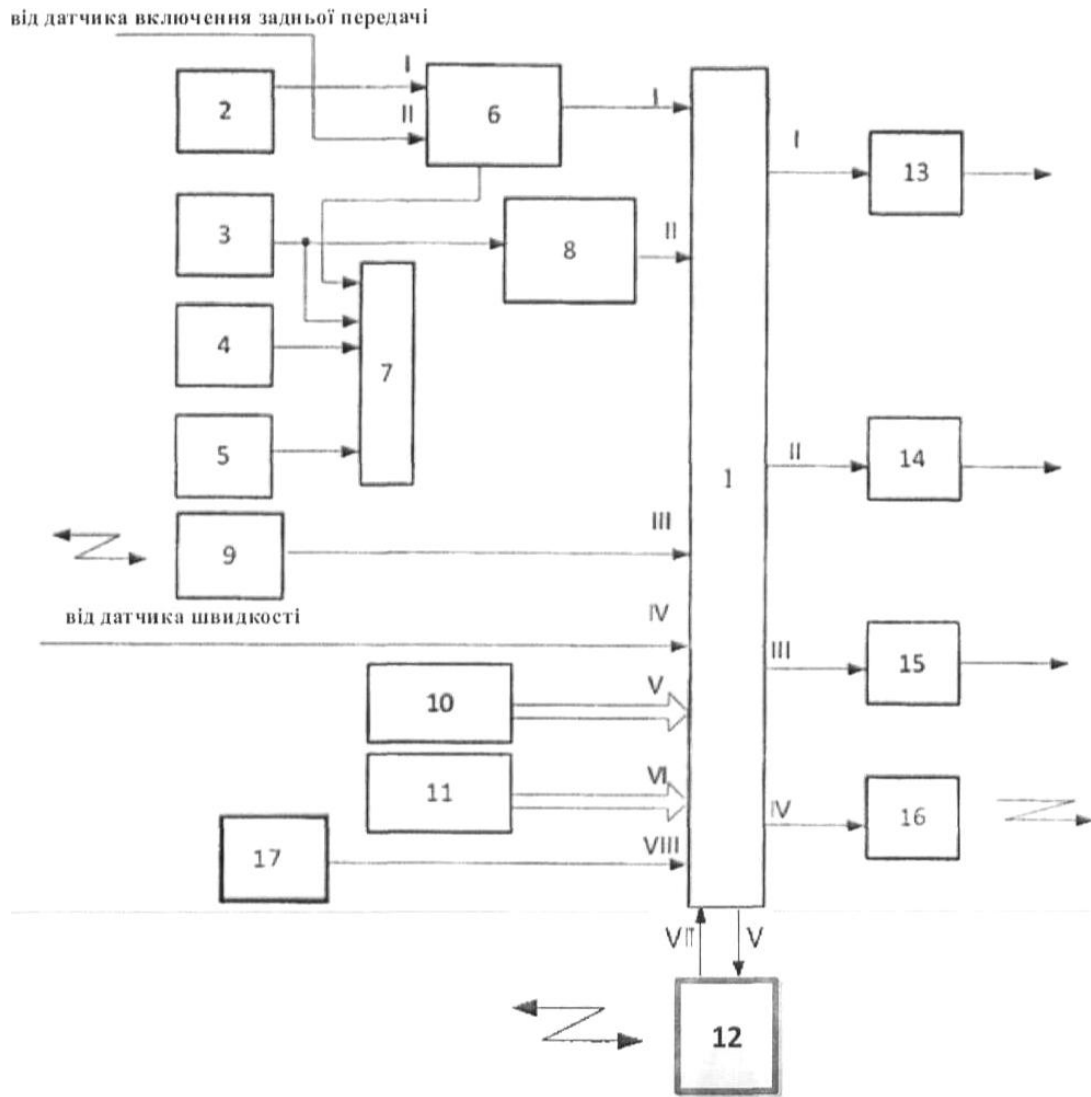 від датчика включення задньої передачі
I
2
II
6
I
I
13
3
8
II
4
7
1
5
II
14
9
III
від датчика швидкості
IV
III
15
10
V
11
VI
IV
16
17
VIII
VII
V
12